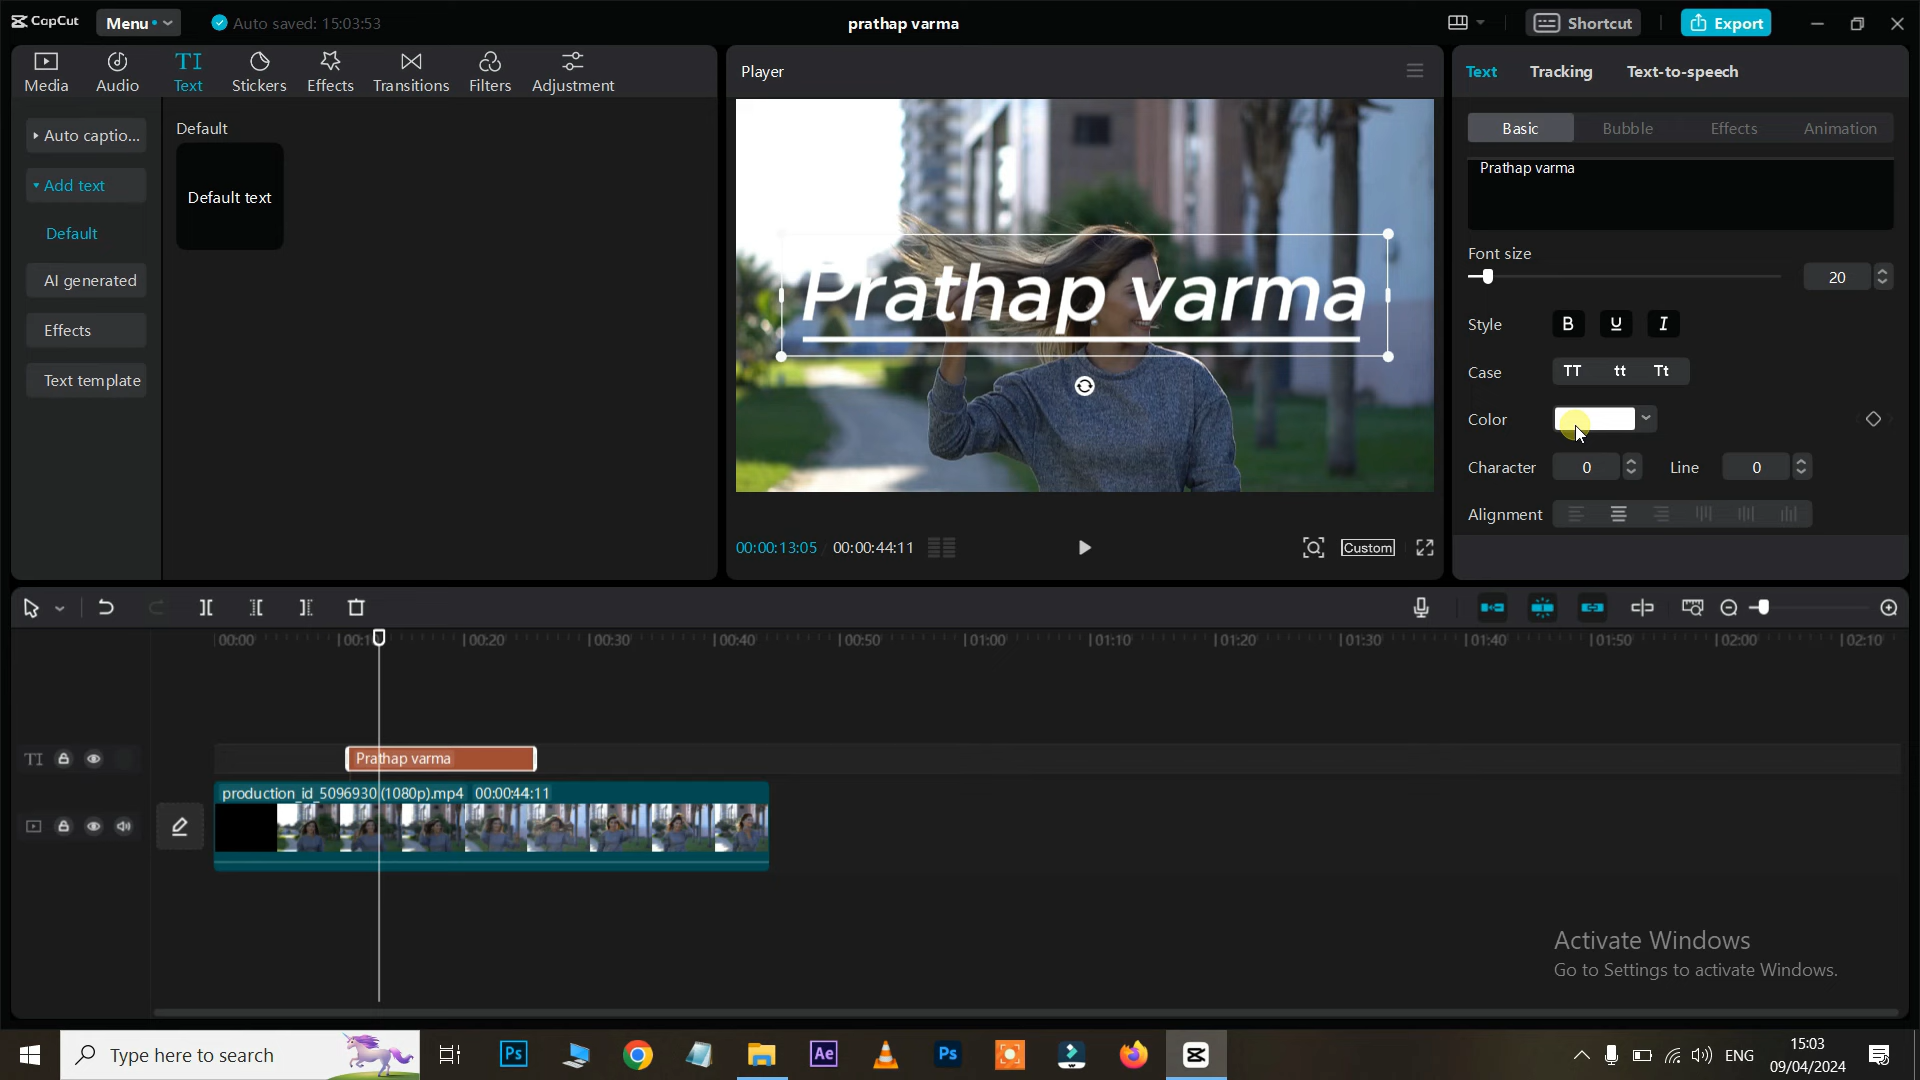 CapCut Menu Auto saved: 15:03:53 prathap varma Shortcut Export
Media Audio Text Stickers Effects Transitions Filters Adjustment
TI
Auto captio...
Add text
Default
AI generated
Effects
Text template
Default
Default text
Player
Prathap varma
00:00:13:05 00:00:44:11 Custom
Text Tracking Text-to-speech
Basic Bubble Effects Animation
Prathap varma
Font size
20
Style B U I
Case TT tt Tt
Color
Character 0 Line 0
Alignment
00:00 00:20 00:30 00:40 00:50 01:00 01:10 01:20 01:30 01:40 01:50 02:00 02:10
TI Prathap varma
production_id_5096930 (1080p).mp4 00:00:44:11
Activate Windows
Go to Settings to activate Windows.
Type here to search Ps Ae Ps ENG 15:03
09/04/2024